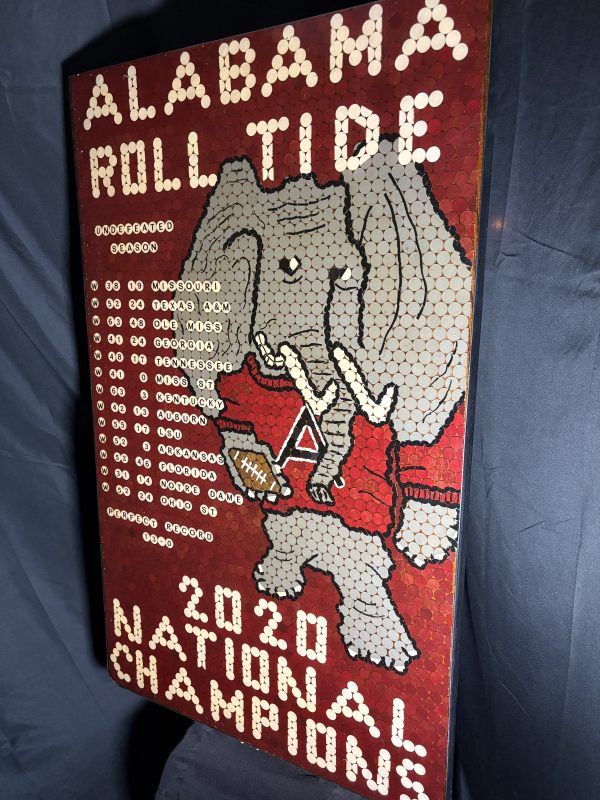 ALABAMA
ROLL TIDE
UNDEFEATED
SEASON
W 38 19 MISSOURI
W 52 24 TEXAS A&M
W 63 48 OLE MISS
W 41 24 GEORGIA
W 48 17 TENNESSEE
W 41 0 MISS ST
W 63 3 KENTUCKY
W 42 13 AUBURN
W 55 17 LSU
W 52 3 ARKANSAS
W 52 46 FLORIDA
W 31 14 NOTRE DAME
W 52 24 OHIO ST
PERFECT RECORD
13-0
A
2020
NATIONAL
CHAMPIONS